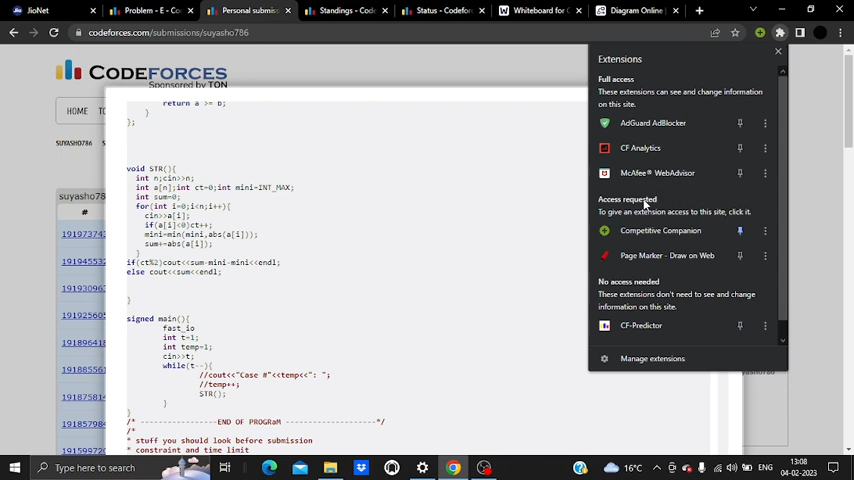 JioNet
Problem - E - Co
Personal submiss
Standings - Code
Status - Codeforc
Whiteboard for C
Diagram Online |
codeforces.com/submissions/suyasho786
CODEFORCES
Sponsored by TON
HOME
SUYASHO786
suyasho78
#
191973743
19194553
191930963
191925605
191896418
191885561
191875814
191857984
191599720
return a >= b;
}
};
void STR(){
int n;cin>>n;
int a[n];int ct=0;int mini=INT_MAX;
int sum=0;
for(int i=0;i<n;i++){
cin>>a[i];
if(a[i]<0)ct++;
mini=min(mini,abs(a[i]));
sum+=abs(a[i]);
}
if(ct%2)cout<<sum-mini-mini<<endl;
else cout<<sum<<endl;
}
signed main(){
fast_io
int t=1;
int temp=1;
cin>>t;
while(t--){
//cout<<"Case #"<<temp<<": ";
//temp++;
STR();
}
}
/* -----------------END OF PROGRaM --------------------*/
/*
* stuff you should look before submission
* constraint and time limit
Extensions
Full access
These extensions can see and change information
on this site.
AdGuard AdBlocker
CF Analytics
McAfee® WebAdvisor
Access requested
To give an extension access to this site, click it.
Competitive Companion
Page Marker - Draw on Web
No access needed
These extensions don't need to see and change
information on this site.
CF-Predictor
Manage extensions
Type here to search
16°C
ENG
13:08
04-02-2023